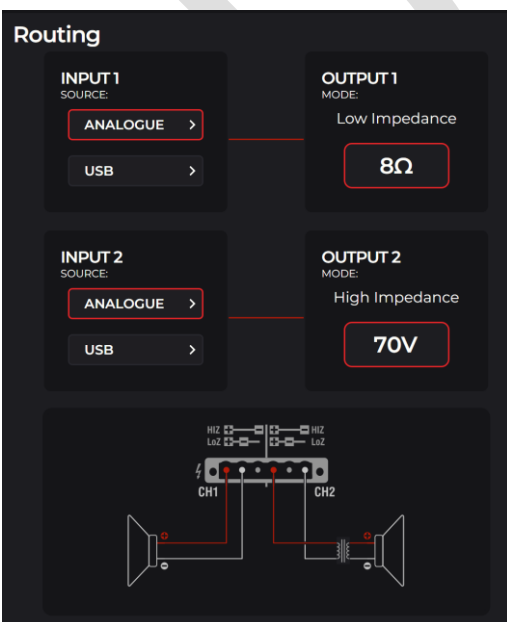 Routing
INPUT 1
SOURCE:
ANALOGUE >
USB >
OUTPUT 1
MODE:
Low Impedance
8Ω
INPUT 2
SOURCE:
ANALOGUE >
USB >
OUTPUT 2
MODE:
High Impedance
70V
HIZ HIZ
LoZ LoZ
CH1 CH2